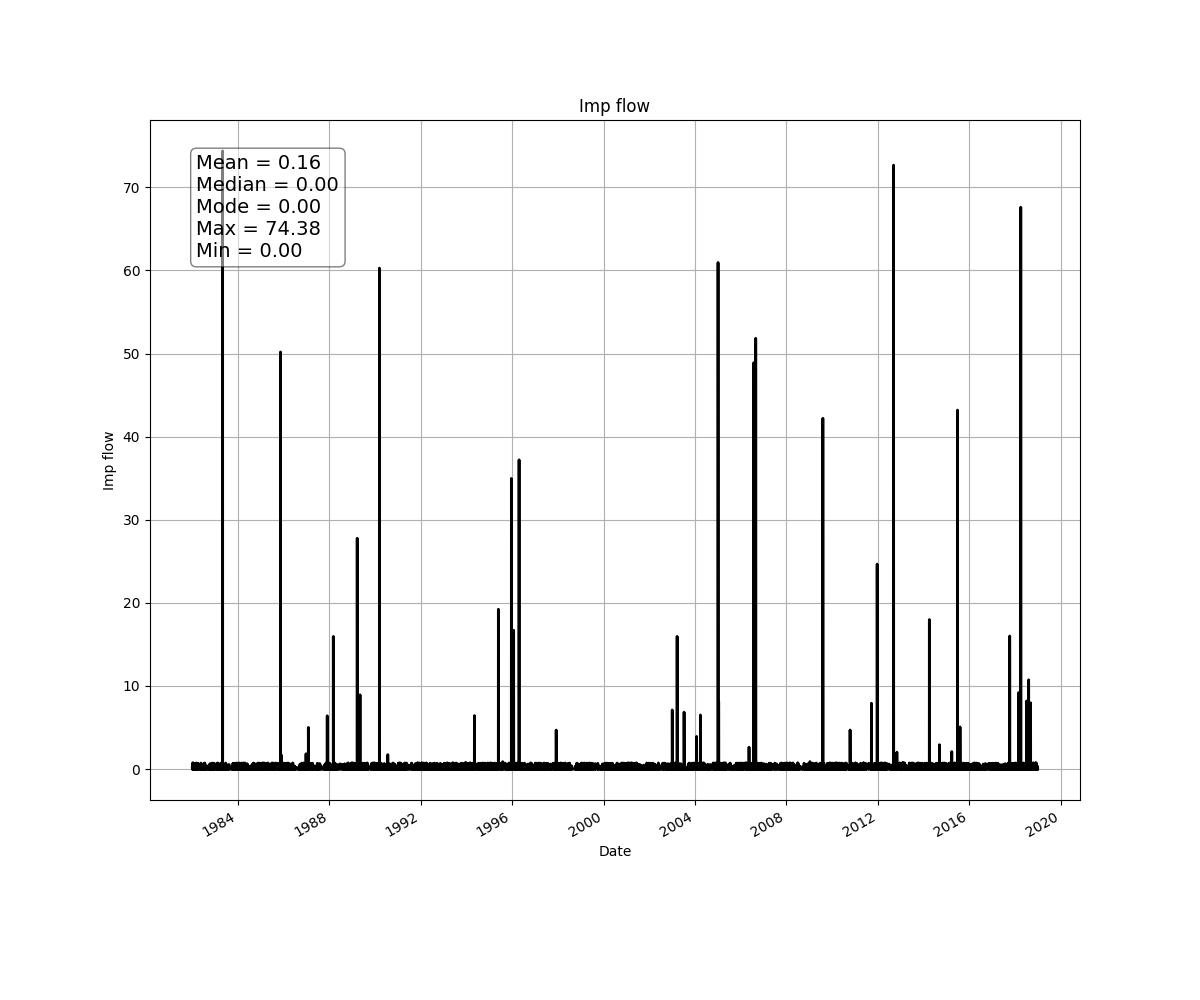 Imp flow
Mean = 0.16
Median = 0.00
Mode = 0.00
Max = 74.38
Min = 0.00
70
60
50
40
30
20
10
0
Imp flow
1984
1988
1992
1996
2000
2004
2008
2012
2016
2020
Date